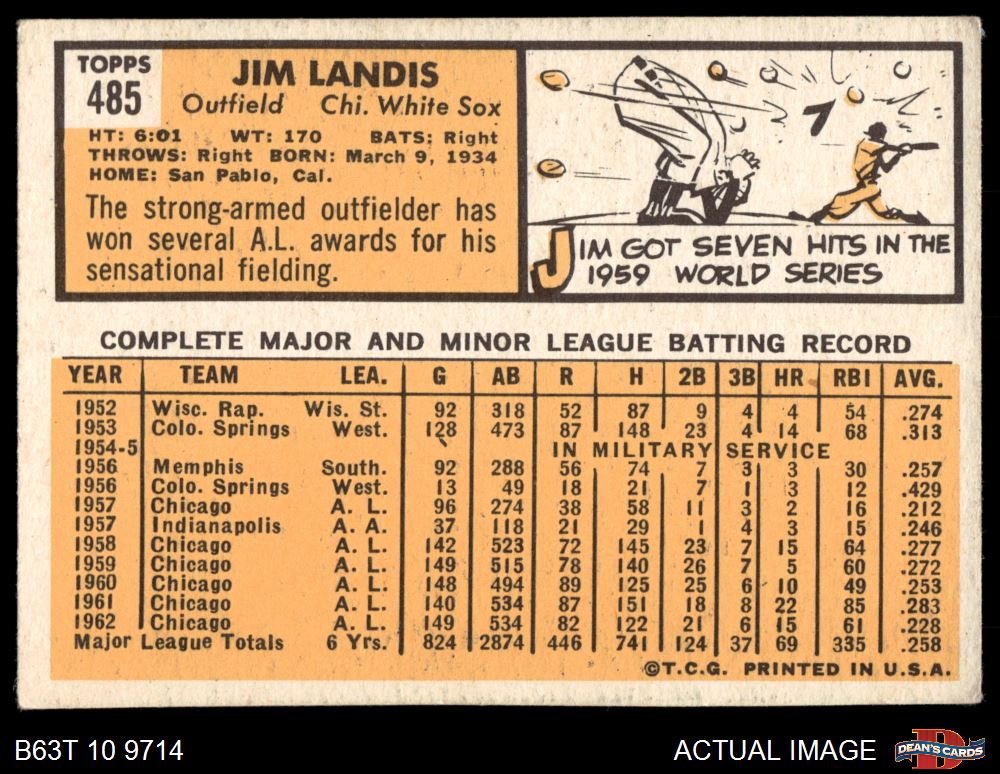 TOPPS
485
JIM LANDIS
Outfield Chi. White Sox
HT: 6:01 WT: 170 BATS: Right
THROWS: Right BORN: March 9, 1934
HOME: San Pablo, Cal.
The strong-armed outfielder has
won several A.L. awards for his
sensational fielding.
7
JIM GOT SEVEN HITS IN THE
1959 WORLD SERIES
COMPLETE MAJOR AND MINOR LEAGUE BATTING RECORD
YEAR TEAM LEA. G AB R H 2B 3B HR RBI AVG.
1952 Wisc. Rap. Wis. St. 92 318 52 87 9 4 4 54 .274
1953 Colo. Springs West. 128 473 87 148 23 4 14 68 .313
1954-5 IN MILITARY SERVICE
1956 Memphis South. 92 288 56 74 7 3 3 30 .257
1956 Colo. Springs West. 13 49 18 21 7 1 3 12 .429
1957 Chicago A. L. 96 274 38 58 11 3 2 16 .212
1957 Indianapolis A. A. 37 118 21 29 1 4 3 15 .246
1958 Chicago A. L. 142 523 72 145 23 7 15 64 .277
1959 Chicago A. L. 149 515 78 140 26 7 5 60 .272
1960 Chicago A. L. 148 494 89 125 25 6 10 49 .253
1961 Chicago A. L. 140 534 87 151 18 8 22 85 .283
1962 Chicago A. L. 149 534 82 122 21 6 15 61 .228
Major League Totals 6 Yrs. 824 2874 446 741 124 37 69 335 .258
©T.C.G. PRINTED IN U.S.A.
B63T 10 9714
ACTUAL IMAGE
D
DEAN'S CARDS